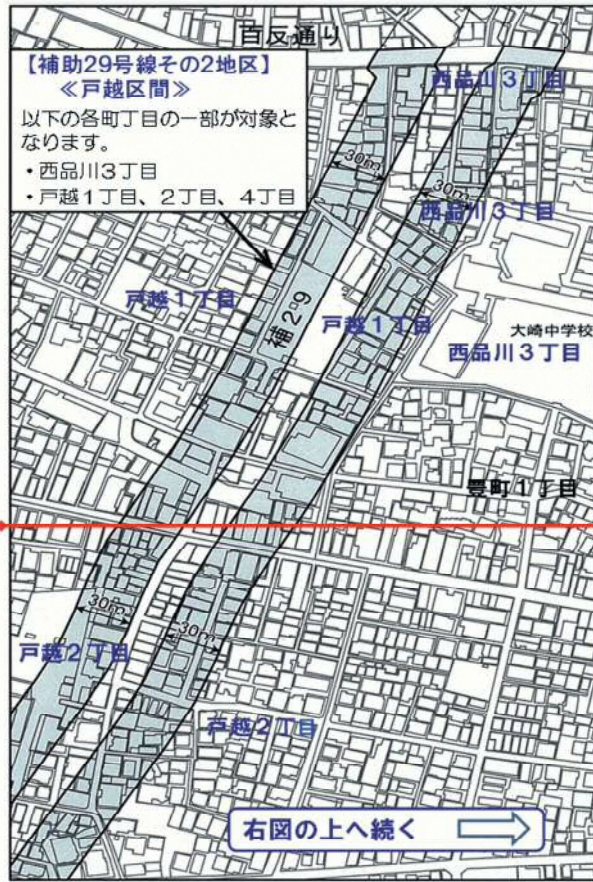 百反通り
【補助29号線その2地区】
≪戸越区間≫
以下の各町丁目の一部が対象と
なります。
・西品川3丁目
・戸越1丁目、2丁目、4丁目
西品川3丁目
30m
30m
西品川3丁目
戸越1丁目
補29
戸越1丁目
大崎中学校
西品川3丁目
豊町1丁目
30m
30m
戸越2丁目
戸越2丁目
右図の上へ続く